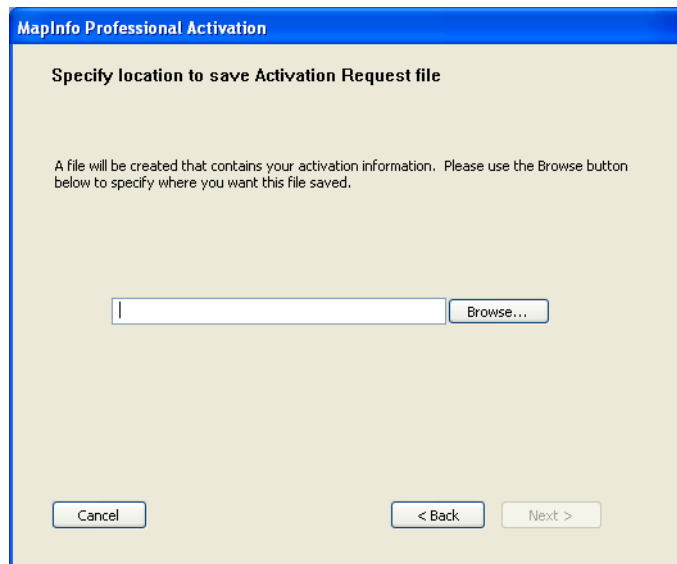 MapInfo Professional Activation
Specify location to save Activation Request file
A file will be created that contains your activation information.  Please use the Browse button
below to specify where you want this file saved.
Browse...
Cancel
< Back
Next >